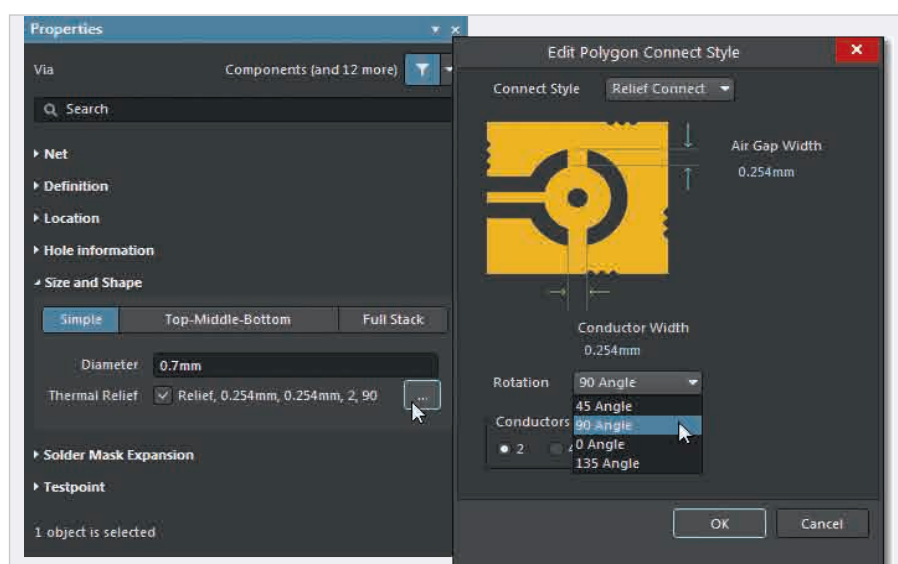 Properties
Via
Components (and 12 more)
Search
Net
Definition
Location
Hole information
Size and Shape
Simple
Top-Middle-Bottom
Full Stack
Diameter
0.7mm
Thermal Relief
Relief, 0.254mm, 0.254mm, 2, 90
...
Solder Mask Expansion
Testpoint
1 object is selected
Edit Polygon Connect Style
Connect Style
Relief Connect
Air Gap Width
0.254mm
Conductor Width
0.254mm
Rotation
90 Angle
45 Angle
90 Angle
0 Angle
135 Angle
Conductors
2
OK
Cancel